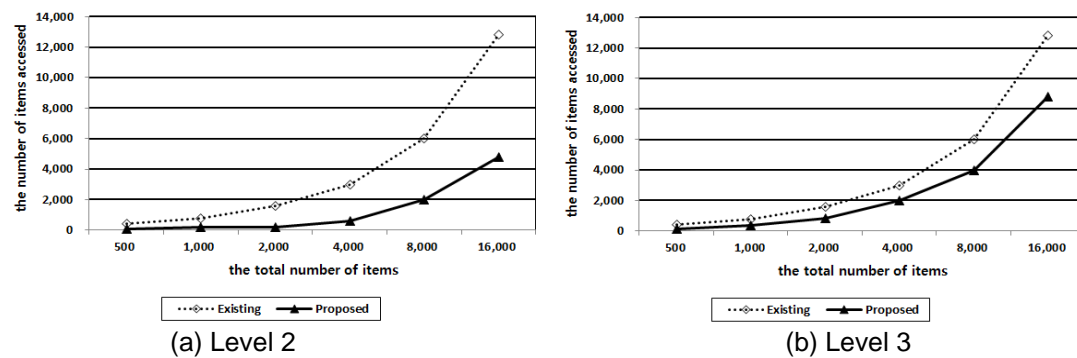 the number of items accessed
14,000
12,000
10,000
8,000
6,000
4,000
2,000
0
500 1,000 2,000 4,000 8,000 16,000
the total number of items
Existing Proposed
(a) Level 2
the number of items accessed
14,000
12,000
10,000
8,000
6,000
4,000
2,000
0
500 1,000 2,000 4,000 8,000 16,000
the total number of items
Existing Proposed
(b) Level 3